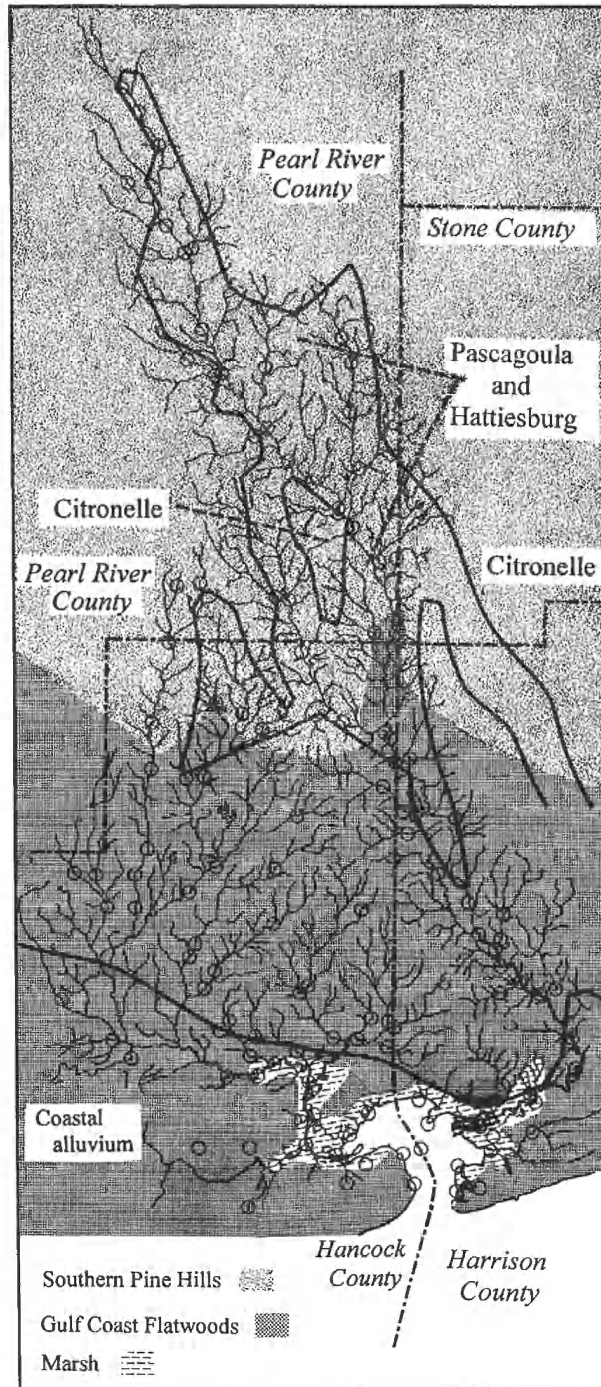 Pearl River
County
Stone County
Pascagoula
and
Hattiesburg
Citronelle
Pearl River
County
Citronelle
Coastal
alluvium
Hancock
County
Harrison
County
Southern Pine Hills
Gulf Coast Flatwoods
Marsh